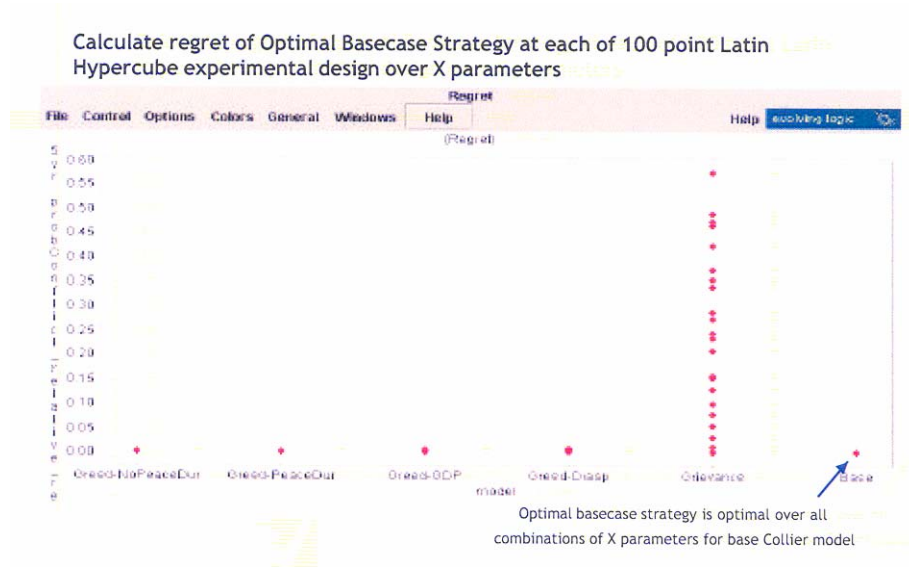 Calculate regret of Optimal Basecase Strategy at each of 100 point Latin
Hypercube experimental design over X parameters
Regret
File Control Options Colors General Windows Help Help evolving logic
(Regret)
0.60
0.55
0.50
0.45
0.40
0.35
0.30
0.25
0.20
0.15
0.10
0.05
0.00
Greed-NoPeaceDur Greed-PeaceDur Greed-GDP Greed-Diasp Grievance Base
model
Optimal basecase strategy is optimal over all
combinations of X parameters for base Collier model